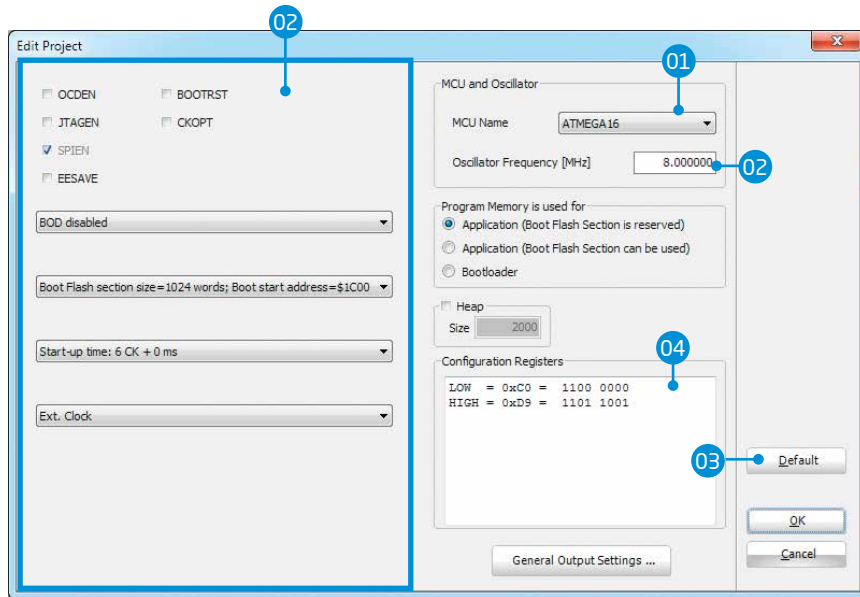 02
Edit Project
01
OCDEN
BOOTRST
JTAGEN
CKOPT
SPIEN
EESAVE
BOD disabled
Boot Flash section size=1024 words; Boot start address=$1C00
Start-up time: 6 CK + 0 ms
Ext. Clock
MCU and Oscillator
MCU Name
ATMEGA16
Oscillator Frequency [MHz]
8.000000
02
Program Memory is used for
Application (Boot Flash Section is reserved)
Application (Boot Flash Section can be used)
Bootloader
Heap
Size
2000
04
Configuration Registers
LOW = 0xC0 = 1100 0000
HIGH = 0xD9 = 1101 1001
General Output Settings ...
03
Default
OK
Cancel